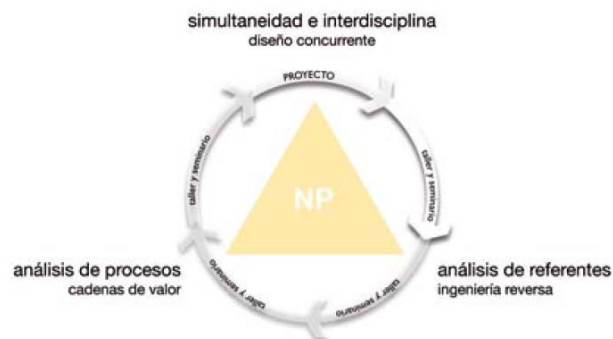 simultaneidad e interdisciplina
diseño concurrente
PROYECTO
taller y seminario
taller y seminario
NP
análisis de procesos
cadenas de valor
análisis de referentes
ingeniería reversa
taller y seminario
taller y seminario